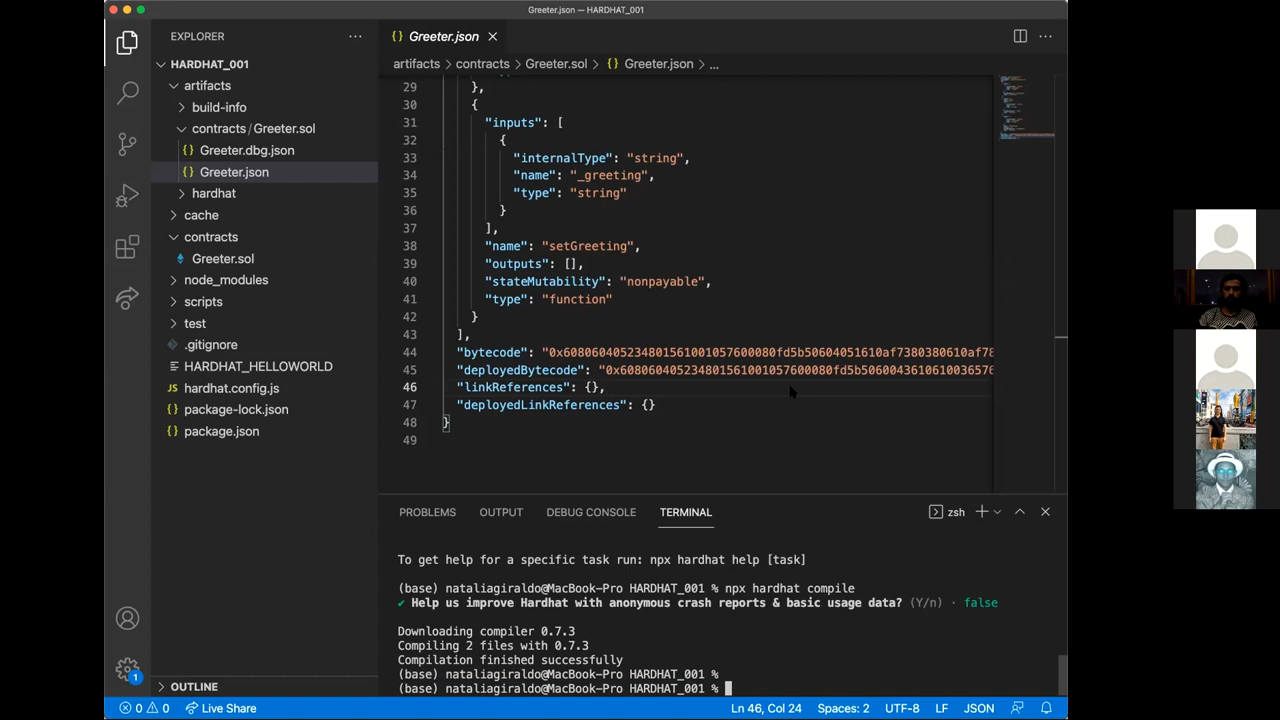 Greeter.json — HARDHAT_001
EXPLORER
HARDHAT_001
artifacts
build-info
contracts / Greeter.sol
Greeter.dbg.json
Greeter.json
hardhat
cache
contracts
Greeter.sol
node_modules
scripts
test
.gitignore
HARDHAT_HELLOWORLD
hardhat.config.js
package-lock.json
package.json
OUTLINE
{} Greeter.json
artifacts > contracts > Greeter.sol > {} Greeter.json > ...
29 },
30 {
31 "inputs": [
32 {
33 "internalType": "string",
34 "name": "_greeting",
35 "type": "string"
36 }
37 ],
38 "name": "setGreeting",
39 "outputs": [],
40 "stateMutability": "nonpayable",
41 "type": "function"
42 }
43 ],
44 "bytecode": "0x608060405234801561001057600080fd5b50604051610af7380380610af78
45 "deployedBytecode": "0x608060405234801561001057600080fd5b50600436106100365760
46 "linkReferences": {},
47 "deployedLinkReferences": {}
48 }
49
PROBLEMS OUTPUT DEBUG CONSOLE TERMINAL zsh
To get help for a specific task run: npx hardhat help [task]
(base) nataliagiraldo@MacBook-Pro HARDHAT_001 % npx hardhat compile
✔ Help us improve Hardhat with anonymous crash reports & basic usage data? (Y/n) · false
Downloading compiler 0.7.3
Compiling 2 files with 0.7.3
Compilation finished successfully
(base) nataliagiraldo@MacBook-Pro HARDHAT_001 %
(base) nataliagiraldo@MacBook-Pro HARDHAT_001 %
1
0 0 Live Share Ln 46, Col 24 Spaces: 2 UTF-8 LF JSON